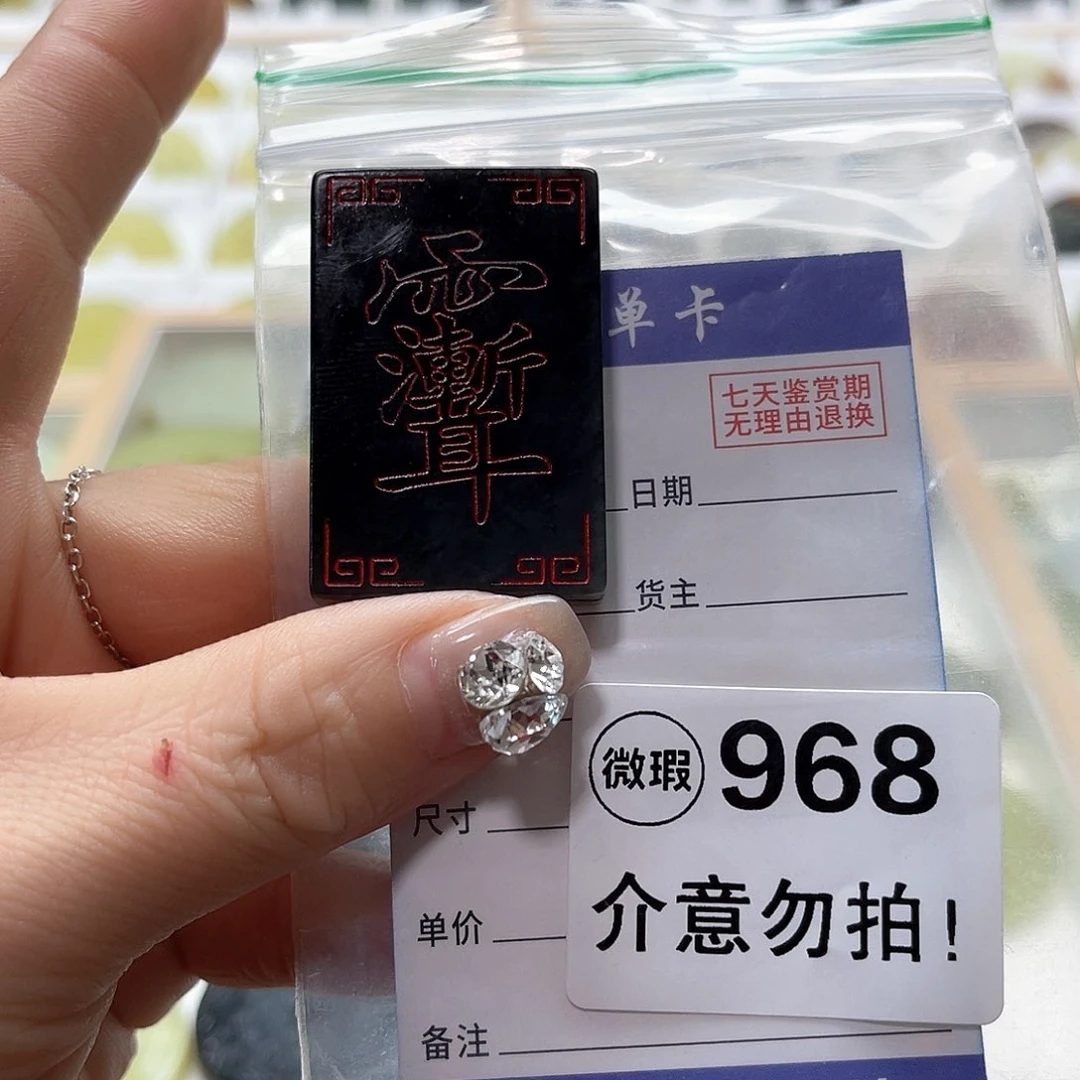 单卡
七天鉴赏期
无理由退换
日期
货主
微瑕 968
介意勿拍！
尺寸
单价
备注